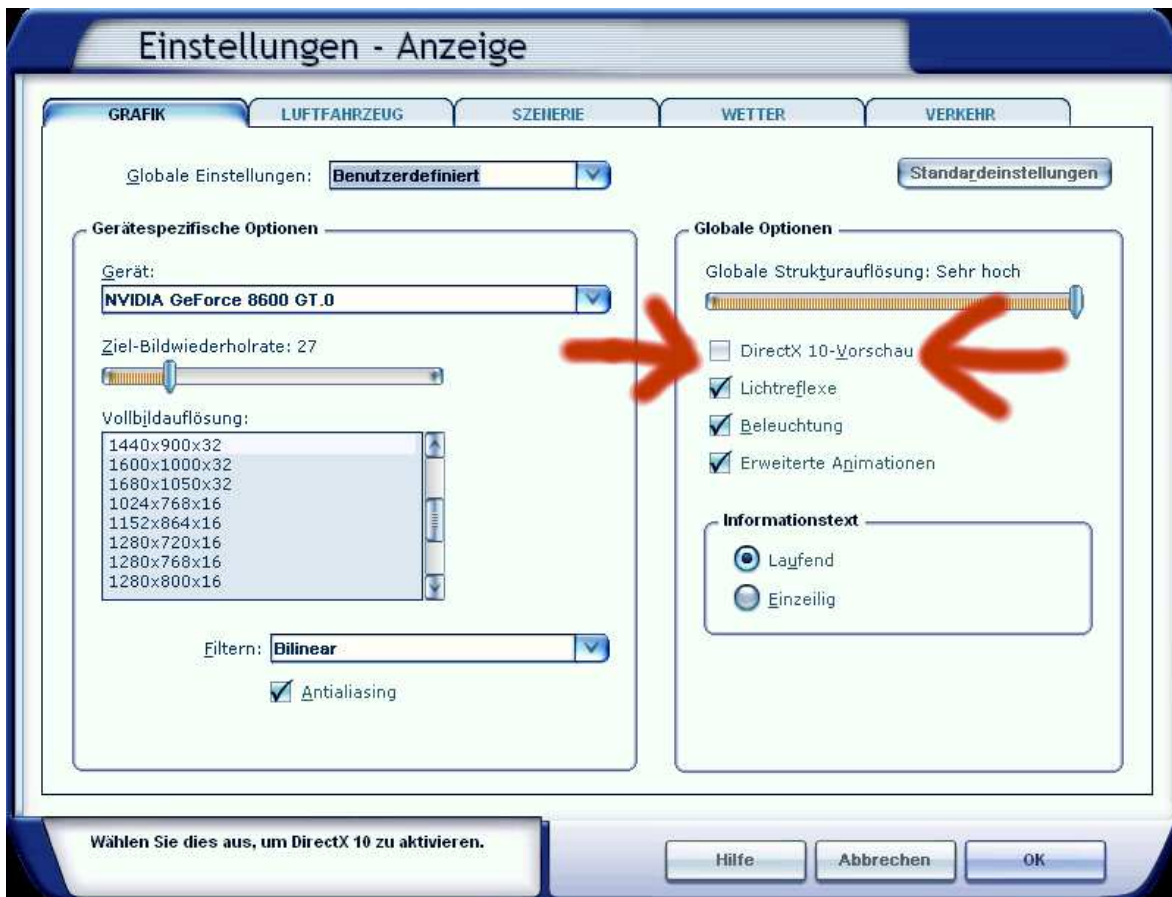 Einstellungen - Anzeige
GRAFIK
LUFTFAHRZEUG
SZENERIE
WETTER
VERKEHR
Globale Einstellungen: Benutzerdefiniert
Standardeinstellungen
Gerätespezifische Optionen
Gerät:
NVIDIA GeForce 8600 GT.0
Ziel-Bildwiederholrate: 27
Vollbildauflösung:
1440x900x32
1600x1000x32
1680x1050x32
1024x768x16
1152x864x16
1280x720x16
1280x768x16
1280x800x16
Filtern: Bilinear
Antialiasing
Globale Optionen
Globale Strukturauflösung: Sehr hoch
DirectX 10-Vorschau
Lichtreflexe
Beleuchtung
Erweiterte Animationen
Informationstext
Laufend
Einzeilig
Wählen Sie dies aus, um DirectX 10 zu aktivieren.
Hilfe
Abbrechen
OK